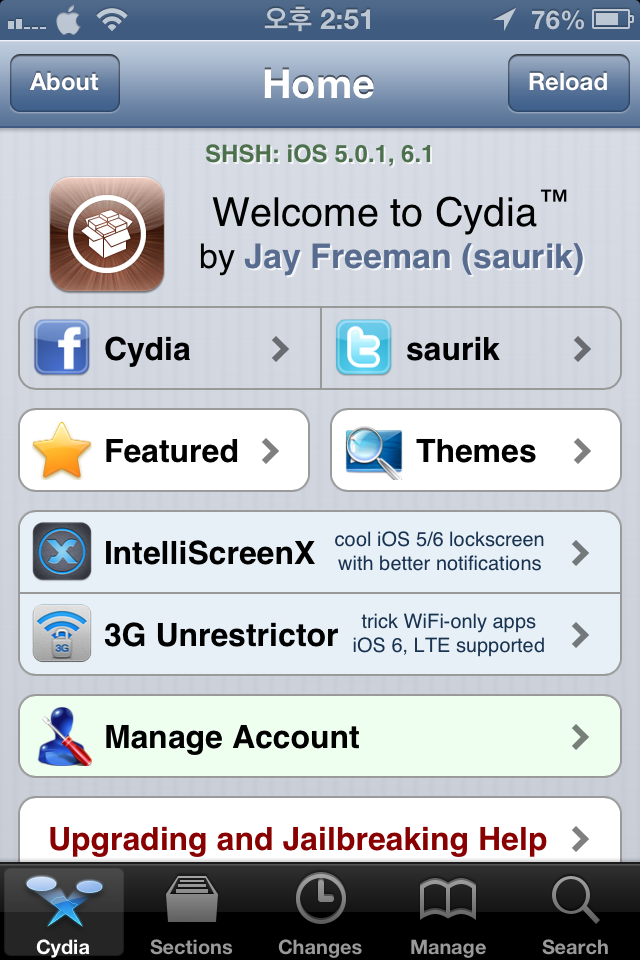 오후 2:51
76%
About
Home
Reload
SHSH: iOS 5.0.1, 6.1
Welcome to Cydia™
by Jay Freeman (saurik)
f Cydia
t saurik
Featured
Themes
IntelliScreenX
cool iOS 5/6 lockscreen
with better notifications
3G
3G Unrestrictor
trick WiFi-only apps
iOS 6, LTE supported
Manage Account
Upgrading and Jailbreaking Help
Cydia
Sections
Changes
Manage
Search